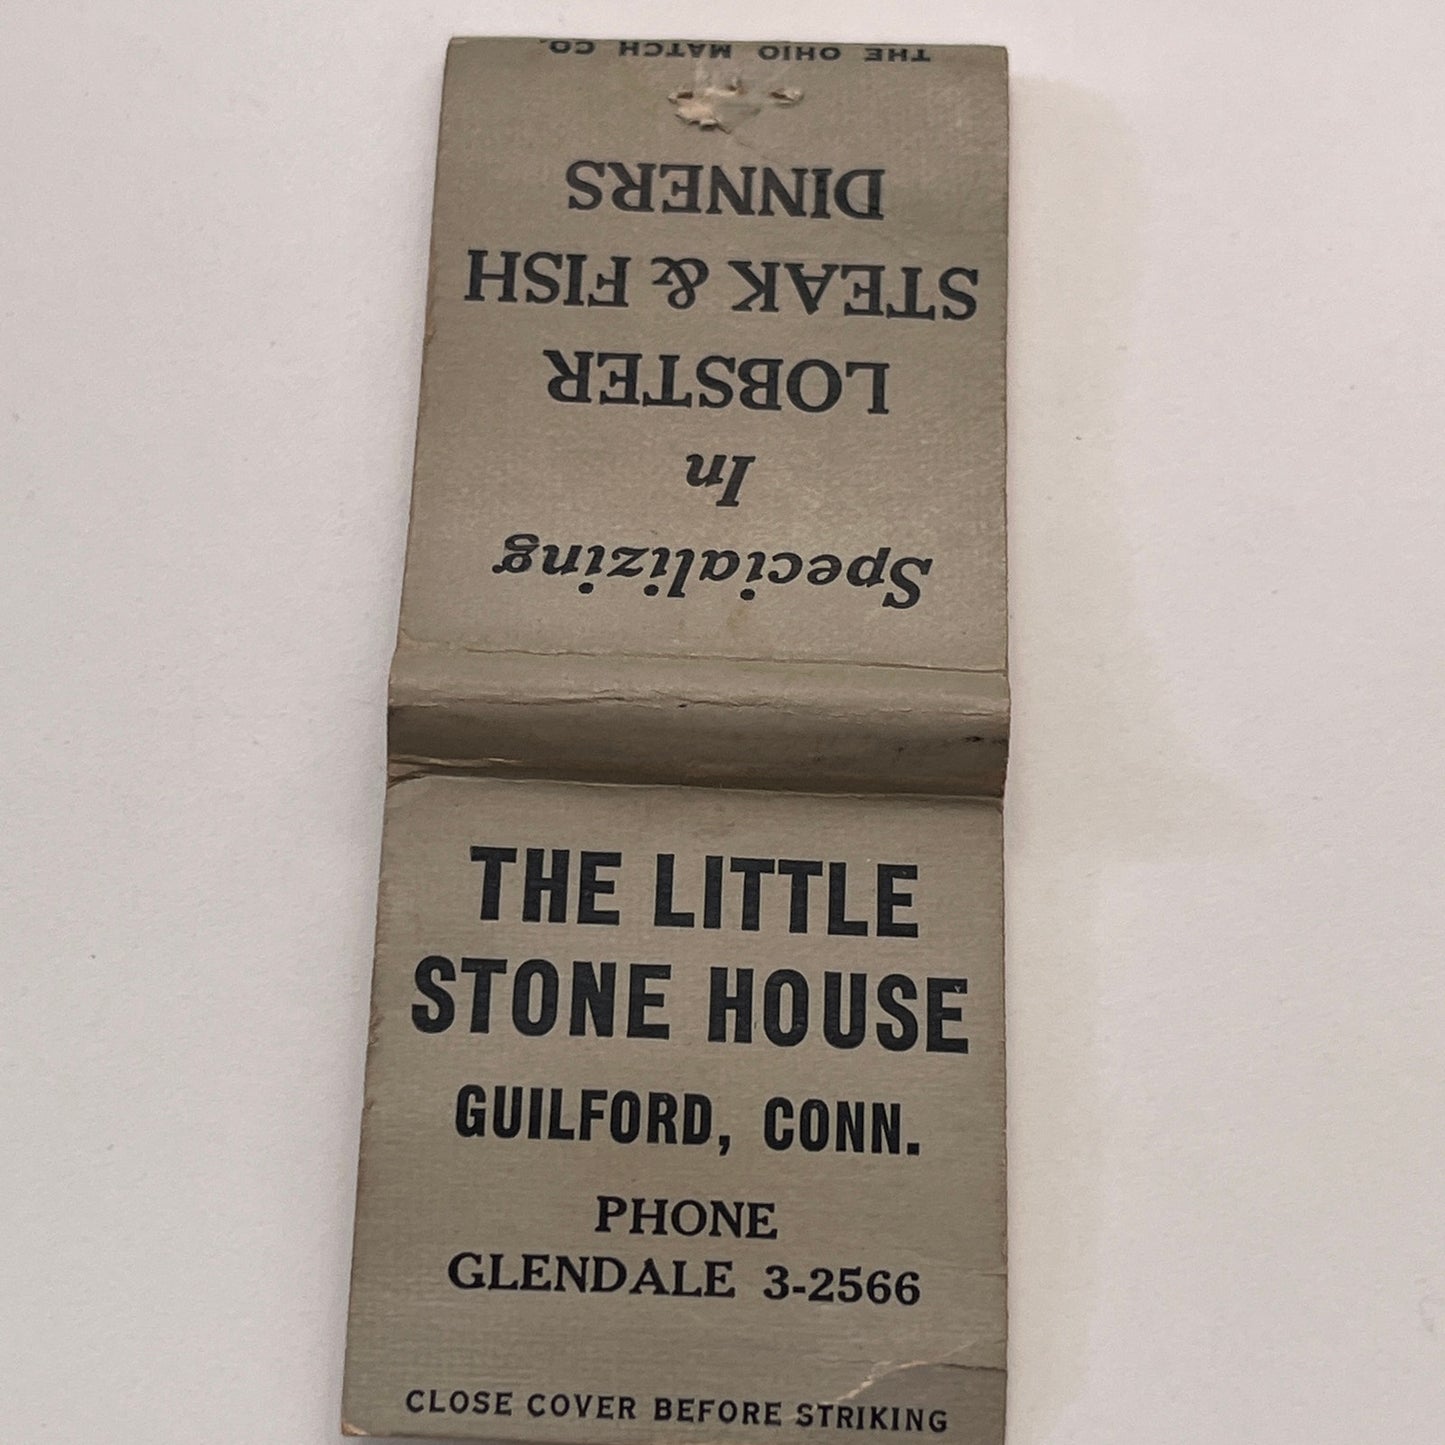 THE LITTLE
STONE HOUSE
GUILFORD, CONN.
PHONE
GLENDALE 3-2566
CLOSE COVER BEFORE STRIKING
Specializing
In
LOBSTER
STEAK & FISH
DINNERS
THE OHIO MATCH CO.